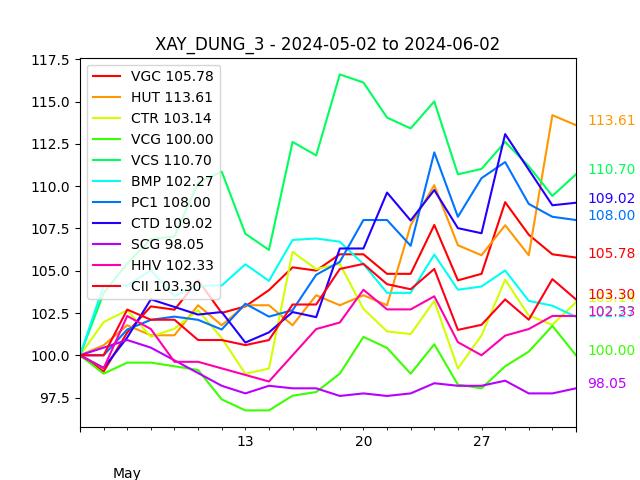 XAY_DUNG_3 - 2024-05-02 to 2024-06-02
117.5
115.0
112.5
110.0
107.5
105.0
102.5
100.0
97.5
VGC 105.78
HUT 113.61
CTR 103.14
VCG 100.00
VCS 110.70
BMP 102.27
PC1 108.00
CTD 109.02
SCG 98.05
HHV 102.33
CII 103.30
113.61
110.70
109.02
108.00
105.78
103.30
102.33
100.00
98.05
13
20
27
May